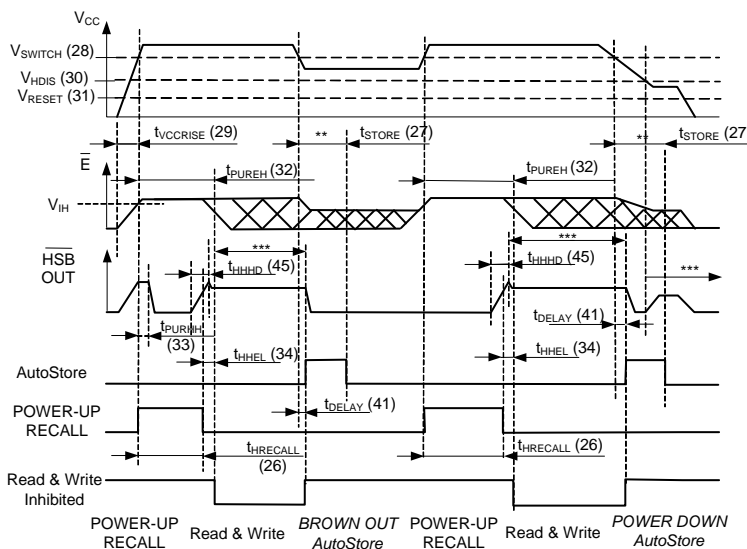 VCC
VSWITCH (28)
VHDIS (30)
VRESET (31)
tVCCRISE (29)
**
tSTORE (27)
**
tSTORE (27
E
tPUREH (32)
tPUREH (32)
VIH
***
***
HSB
OUT
tHHHD (45)
tHHHD (45)
***
tPURHH
(33)
tDELAY (41)
tHHEL (34)
tHHEL (34)
AutoStore
tDELAY (41)
POWER-UP
RECALL
tHRECALL
(26)
tHRECALL
(26)
Read & Write
Inhibited
POWER-UP
RECALL
Read & Write
BROWN OUT
AutoStore
POWER-UP
RECALL
Read & Write
POWER DOWN
AutoStore